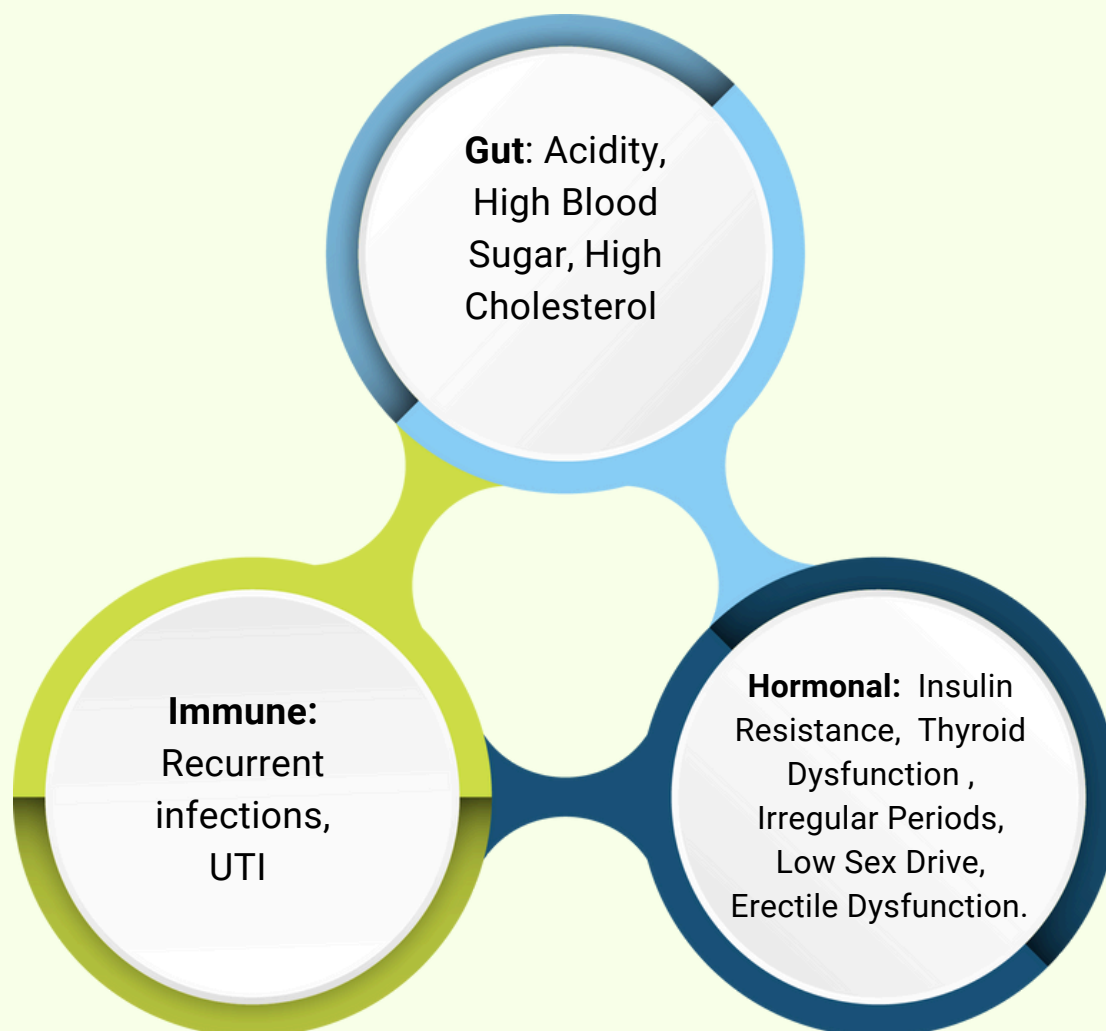 Gut: Acidity,
High Blood
Sugar, High
Cholesterol
Immune:
Recurrent
infections,
UTI
Hormonal:  Insulin
Resistance,  Thyroid
Dysfunction ,
Irregular Periods,
Low Sex Drive,
Erectile Dysfunction.